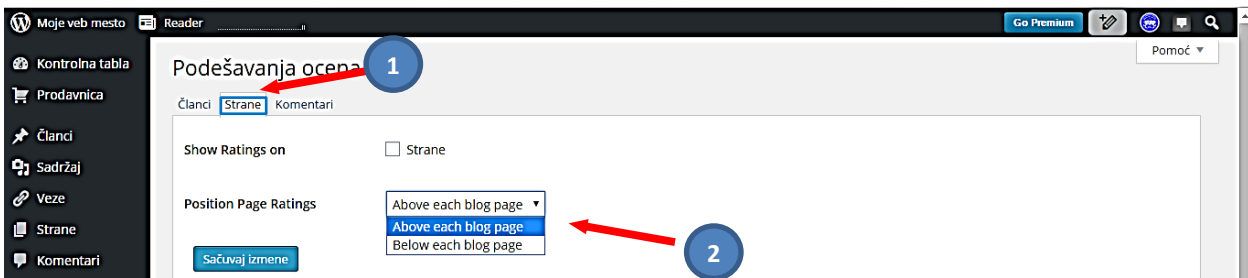 Moje veb mesto Reader Go Premium
Pomoć
Kontrolna tabla
Prodavnica
Članci
Sadržaj
Veze
Strane
Komentari
Podešavanja ocena
1
Članci Strane Komentari
Show Ratings on Strane
Position Page Ratings Above each blog page
Above each blog page
Below each blog page
2
Sačuvaj izmene